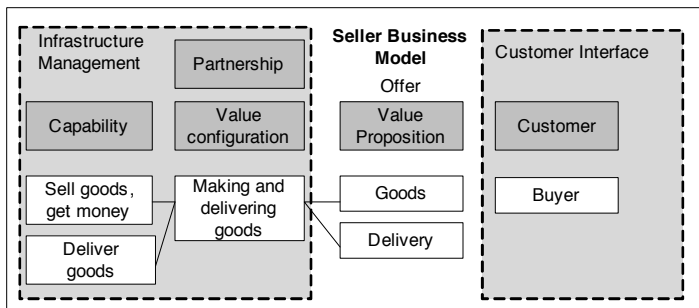 Infrastructure
Management
Partnership
Seller Business
Model
Offer
Customer Interface
Capability
Value
configuration
Value
Proposition
Customer
Sell goods,
get money
Making and
delivering
goods
Goods
Buyer
Deliver
goods
Delivery